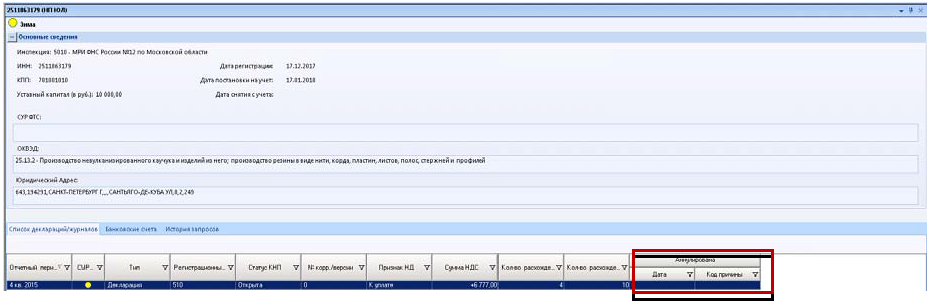 2511863179 (НП ЮЛ)
Зима
Основные сведения
Инспекция: 5010 - МРИ ФНС России №12 по Московской области
ИНН: 2511863179 Дата регистрации: 17.12.2017
КПП: 781801010 Дата постановки на учет: 17.01.2018
Уставный капитал (в руб.): 10 000,00 Дата снятия с учета:
СУР ФТС:
ОКВЭД:
25.13.2 - Производство невулканизированного каучука и изделий из него; производство резины в виде нити, корда, пластин, листов, полос, стержней и профилей
Юридический Адрес:
643,194291,САНКТ-ПЕТЕРБУРГ Г,,,САНТЬЯГО-ДЕ-КУБА УЛ,8,2,249
Список деклараций/журналов Банковские счета История запросов
Аннулирована
Отчетный пери... СУР... Тип Регистрационны... Статус КНП № корр./версии Признак НД Сумма НДС Кол-во расхожде... Кол-во расхожде... Дата Код причины
4 кв. 2015 Декларация 510 Открыта 0 К уплате +6 777,00 4 10